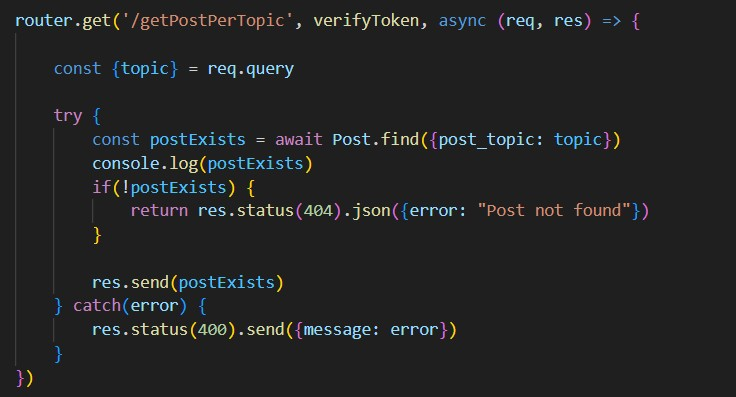 router.get('/getPostPerTopic', verifyToken, async (req, res) => {
const {topic} = req.query
try {
const postExists = await Post.find({post_topic: topic})
console.log(postExists)
if(!postExists) {
return res.status(404).json({error: "Post not found"})
}
res.send(postExists)
} catch(error) {
res.status(400).send({message: error})
}
})